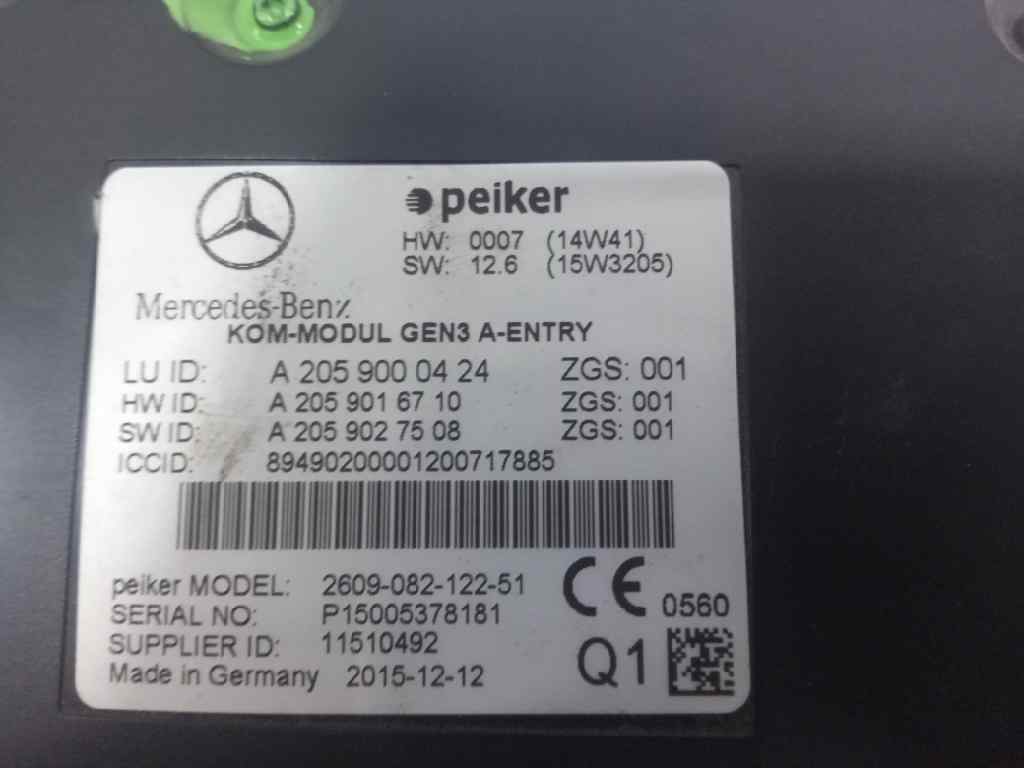 peiker
HW: 0007 (14W41)
SW: 12.6 (15W3205)
Mercedes-Benz
KOM-MODUL GEN3 A-ENTRY
LU ID: A 205 900 04 24 ZGS: 001
HW ID: A 205 901 67 10 ZGS: 001
SW ID: A 205 902 75 08 ZGS: 001
ICCID: 89490200001200717885
peiker MODEL: 2609-082-122-51
CE 0560
SERIAL NO: P15005378181
SUPPLIER ID: 11510492
Q1
Made in Germany 2015-12-12